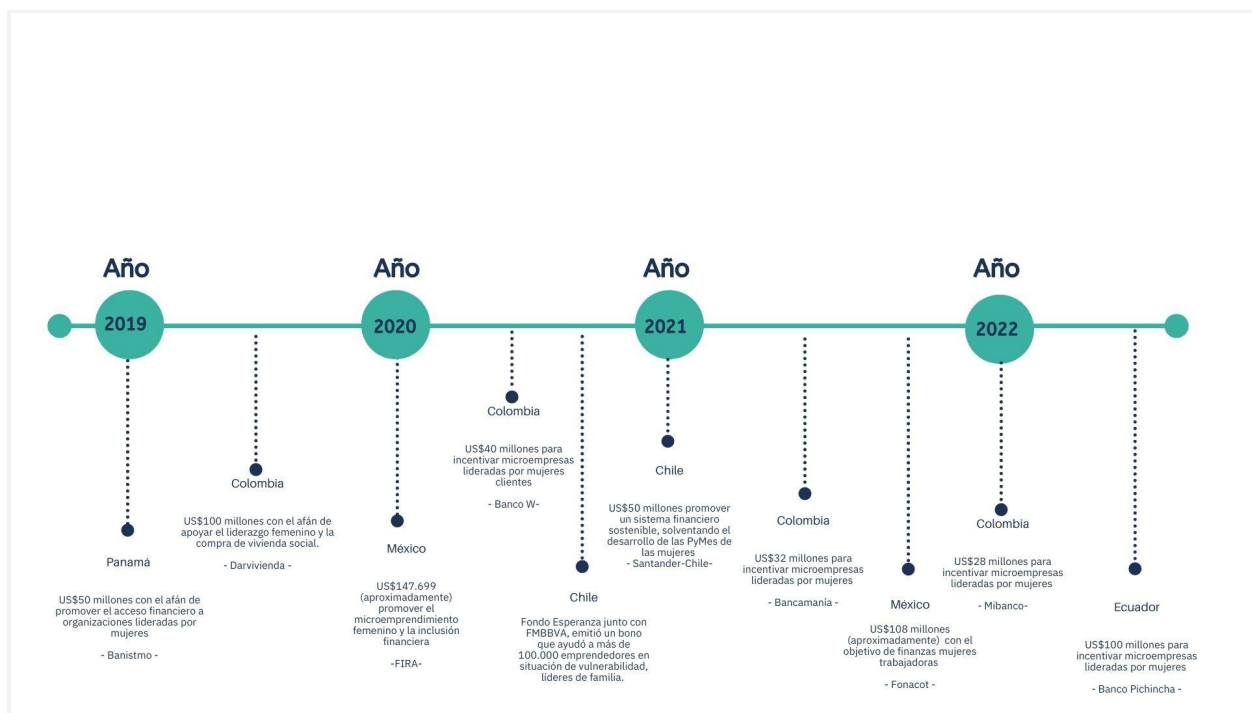 Año
2019
Año
2020
Año
2021
Año
2022
Panamá
US$50 millones con el afán de
promover el acceso financiero a
organizaciones lideradas por
mujeres
- Banistmo -
Colombia
US$100 millones con el afán de
apoyar el liderazgo femenino y la
compra de vivienda social.
- Darvivienda -
México
US$147.699
(aproximadamente)
promover el
microemprendimiento
femenino y la inclusión
financiera
-FIRA-
Colombia
US$40 millones para
incentivar microempresas
lideradas por mujeres
clientes
- Banco W-
Chile
Fondo Esperanza junto con
FMBBVA, emitió un bono
que ayudó a más de
100.000 emprendedores en
situación de vulnerabilidad,
líderes de familia.
Chile
US$50 millones promover
un sistema financiero
sostenible, solventando el
desarrollo de las PyMes de
las mujeres
- Santander-Chile-
Colombia
US$32 millones para
incentivar microempresas
lideradas por mujeres
- Bancamanía -
México
US$108 millones
(aproximadamente) con el
objetivo de finanzas mujeres
trabajadoras
- Fonacot -
Colombia
US$28 millones para
incentivar microempresas
lideradas por mujeres
- Mibanco-
Ecuador
US$100 millones para
incentivar microempresas
lideradas por mujeres
- Banco Pichincha -